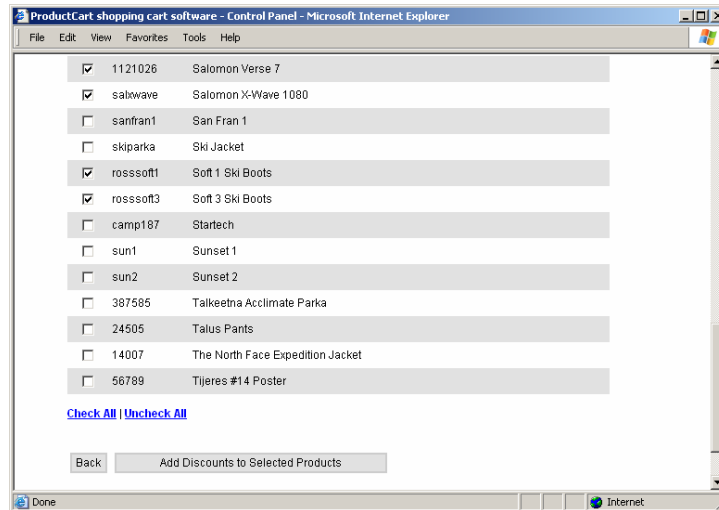 ProductCart shopping cart software - Control Panel - Microsoft Internet Explorer
File Edit View Favorites Tools Help
1121026 Salomon Verse 7
salxwave Salomon X-Wave 1080
sanfran1 San Fran 1
skiparka Ski Jacket
rosssoft1 Soft 1 Ski Boots
rosssoft3 Soft 3 Ski Boots
camp187 Startech
sun1 Sunset 1
sun2 Sunset 2
387585 Talkeetna Acclimate Parka
24505 Talus Pants
14007 The North Face Expedition Jacket
56789 Tijeres #14 Poster
Check All | Uncheck All
Back Add Discounts to Selected Products
Done Internet